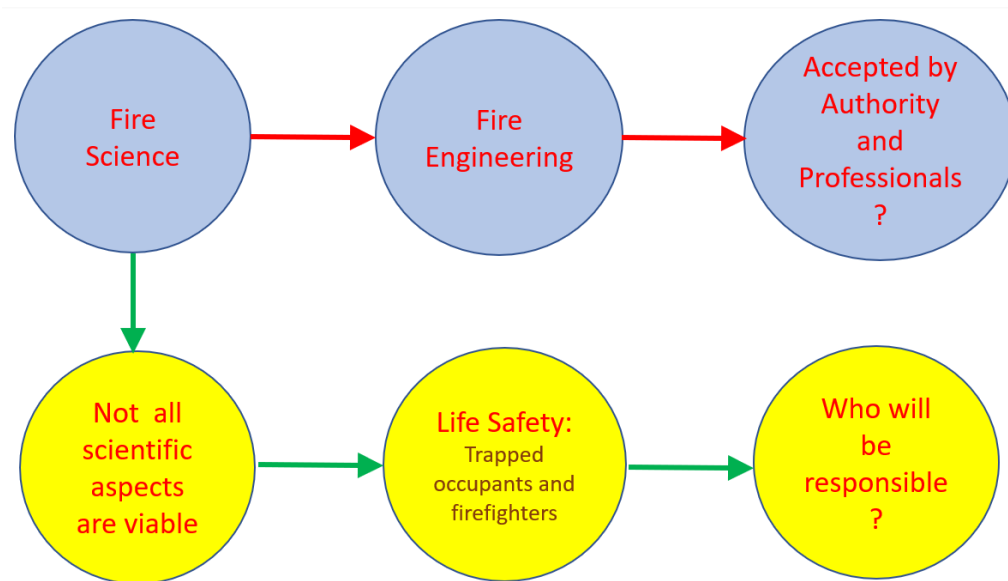 Fire
Science
Fire
Engineering
Accepted by
Authority
and
Professionals
?
Not all
scientific
aspects
are viable
Life Safety:
Trapped
occupants and
firefighters
Who will
be
responsible
?